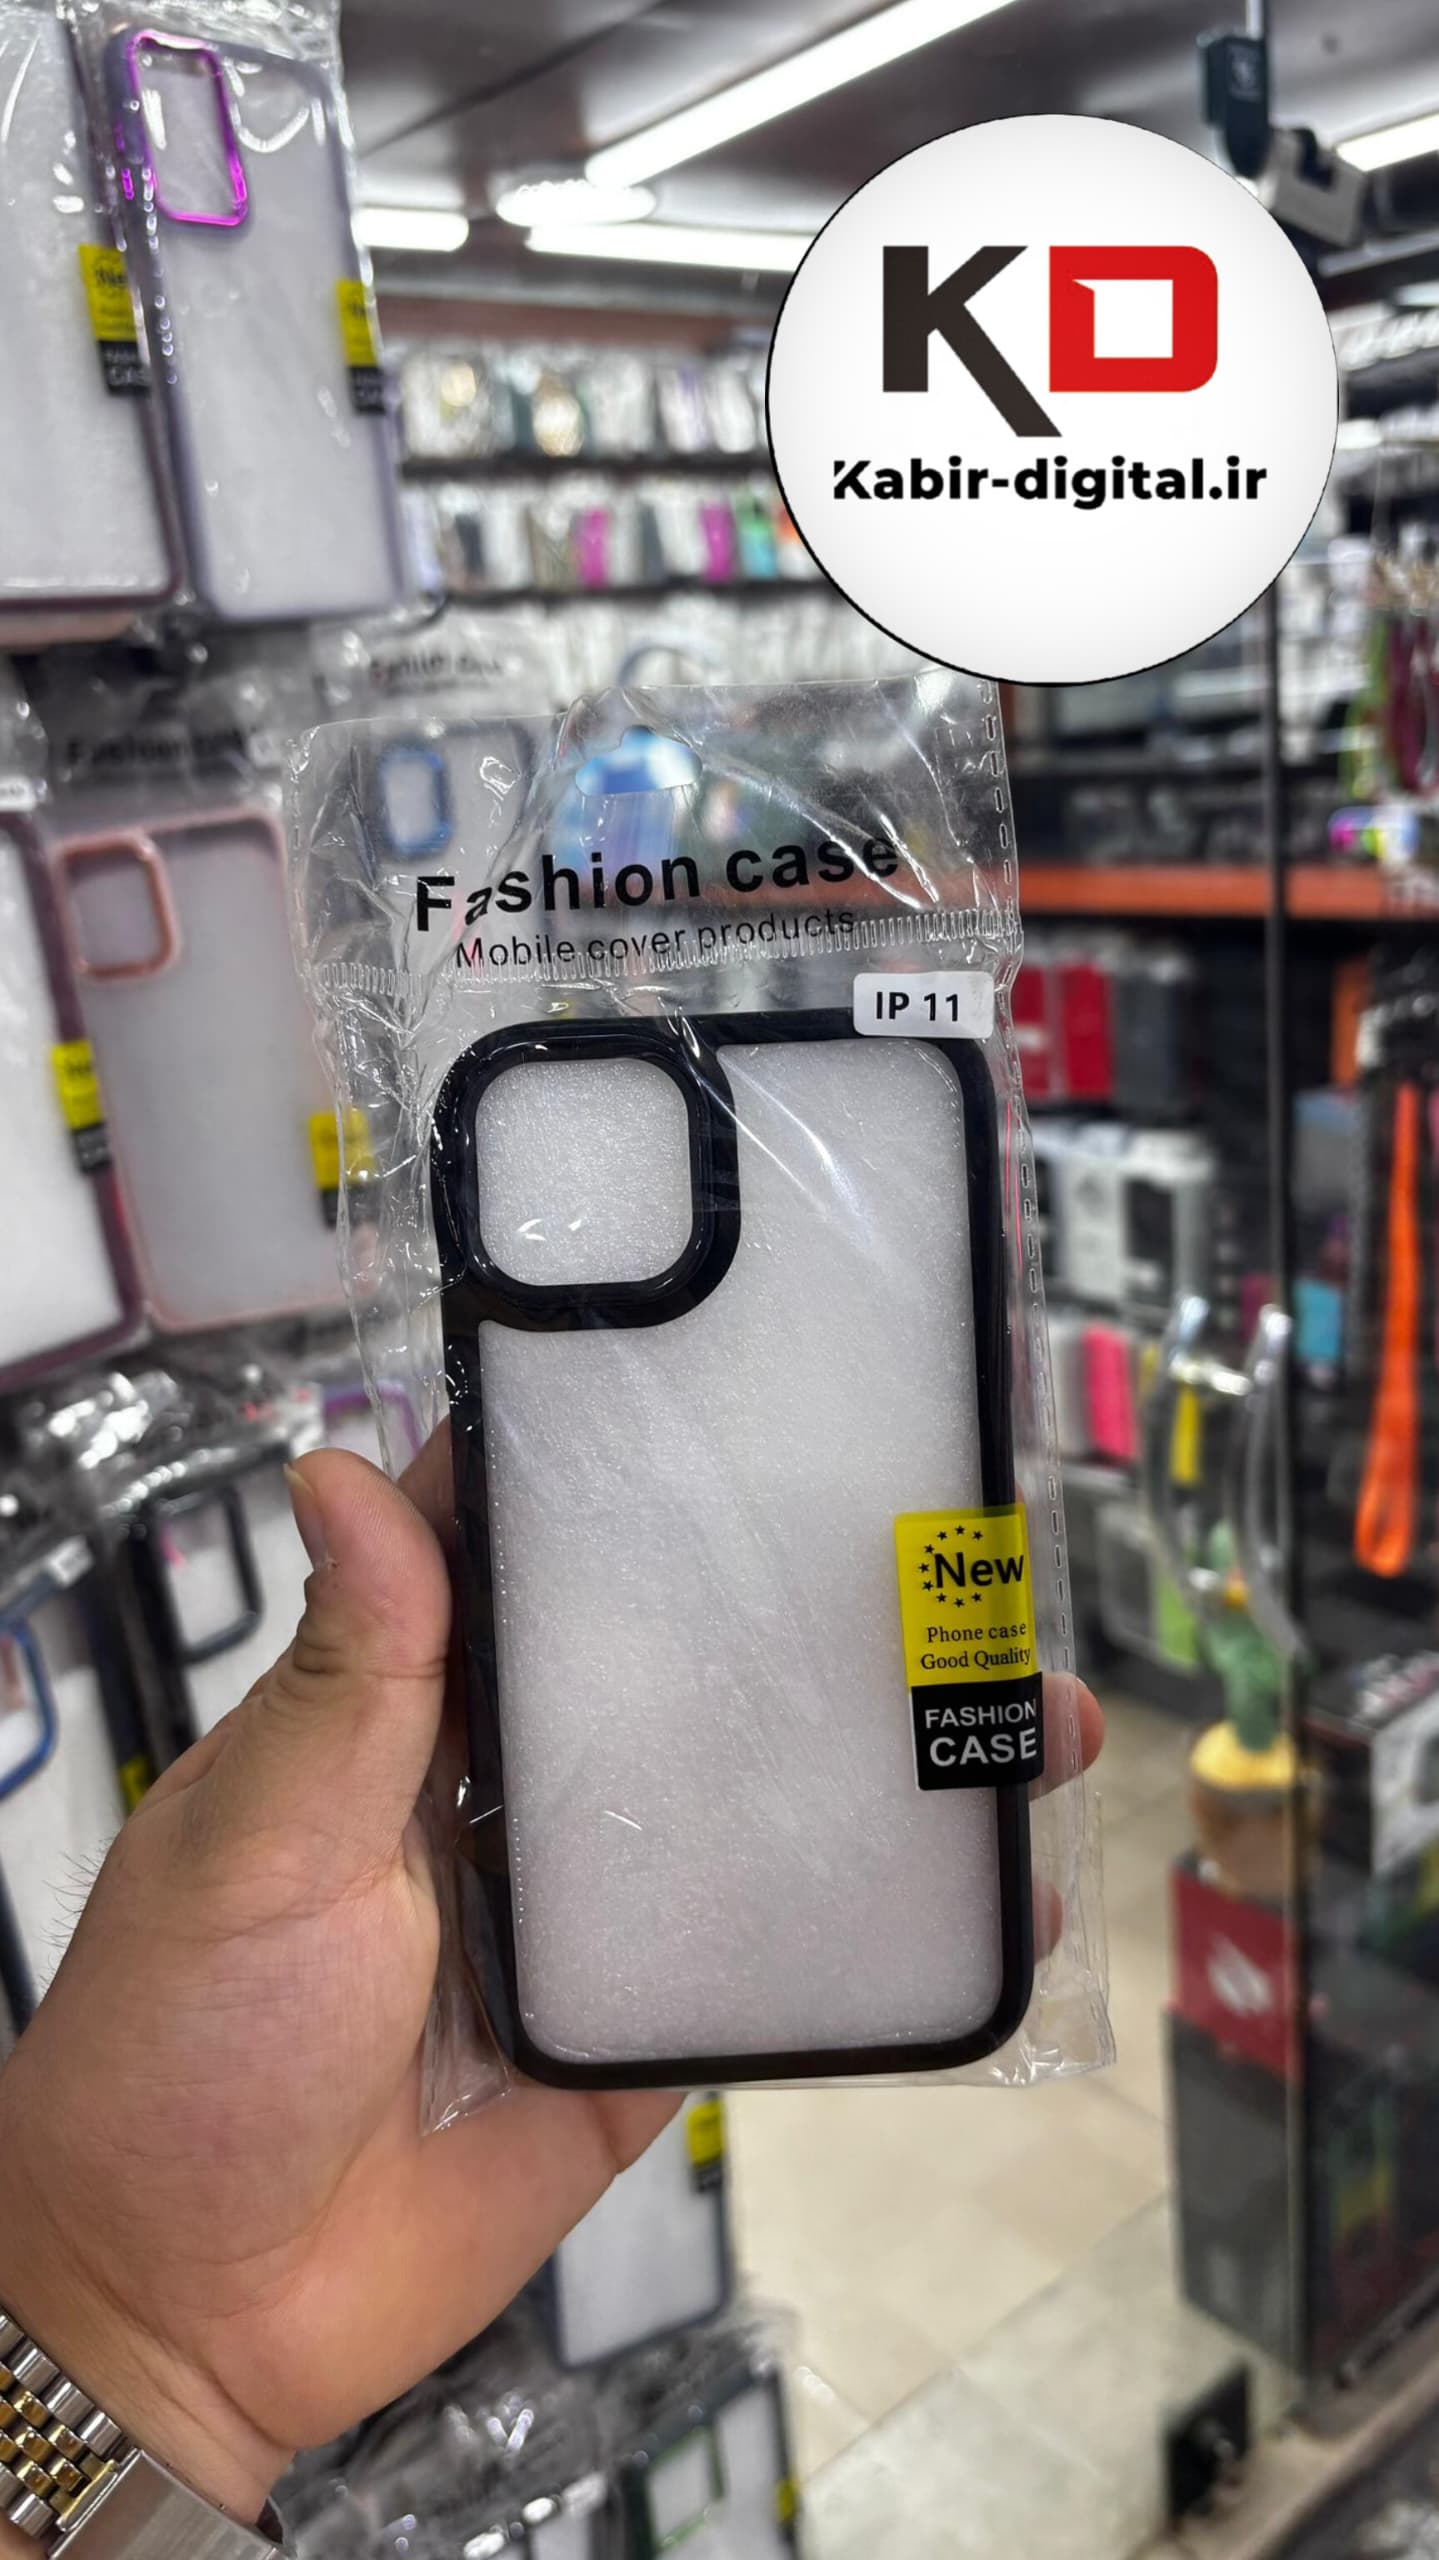 KD
Kabir-digital.ir
Fashion case
Mobile cover products
IP 11
New
Phone case
Good Quality
FASHION
CASE